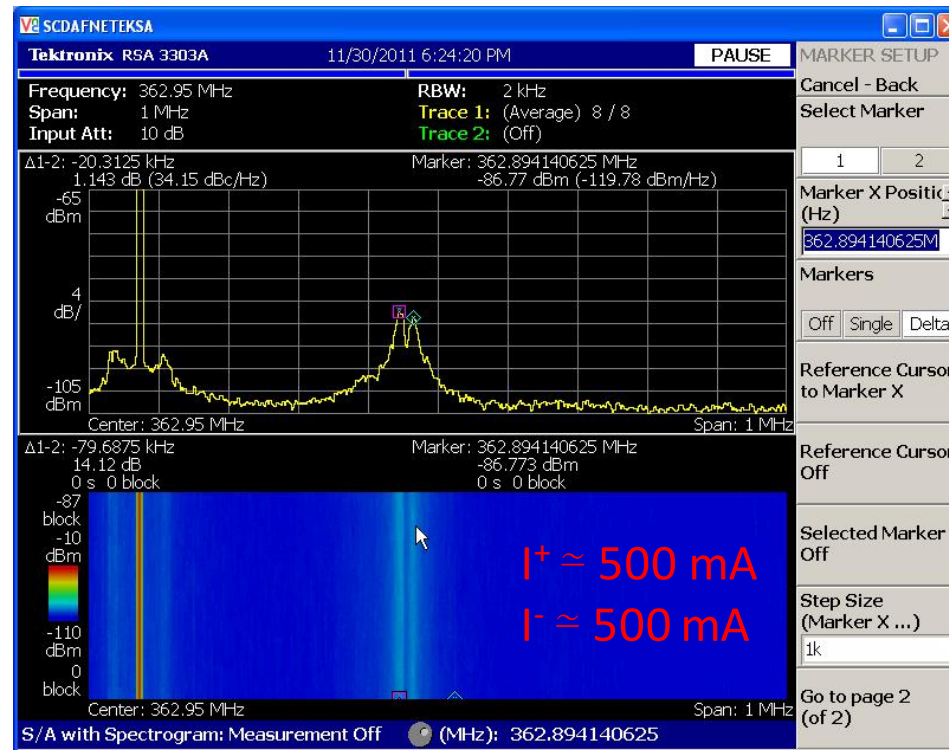 SCDAFNETEKSA
Tektronix RSA 3303A 11/30/2011 6:24:20 PM PAUSE
Frequency: 362.95 MHz RBW: 2 kHz
Span: 1 MHz Trace 1: (Average) 8 / 8
Input Att: 10 dB Trace 2: (Off)
Δ1-2: -20.3125 kHz Marker: 362.894140625 MHz
1.143 dB (34.15 dBc/Hz) -86.77 dBm (-119.78 dBm/Hz)
-65
dBm
4
dB/
-105
dBm
Center: 362.95 MHz Span: 1 MHz
Δ1-2: -79.6875 kHz Marker: 362.894140625 MHz
14.12 dB -86.773 dBm
0 s 0 block 0 s 0 block
-87
block
-10
dBm
-110
dBm
0
block
I⁺ ≃ 500 mA
I⁻ ≃ 500 mA
Center: 362.95 MHz Span: 1 MHz
S/A with Spectrogram: Measurement Off (MHz): 362.894140625
MARKER SETUP
Cancel - Back
Select Marker
1 2
Marker X Positic
(Hz)
362.894140625M
Markers
Off Single Delta
Reference Cursor
to Marker X
Reference Cursor
Off
Selected Marker
Off
Step Size
(Marker X ...)
1k
Go to page 2
(of 2)